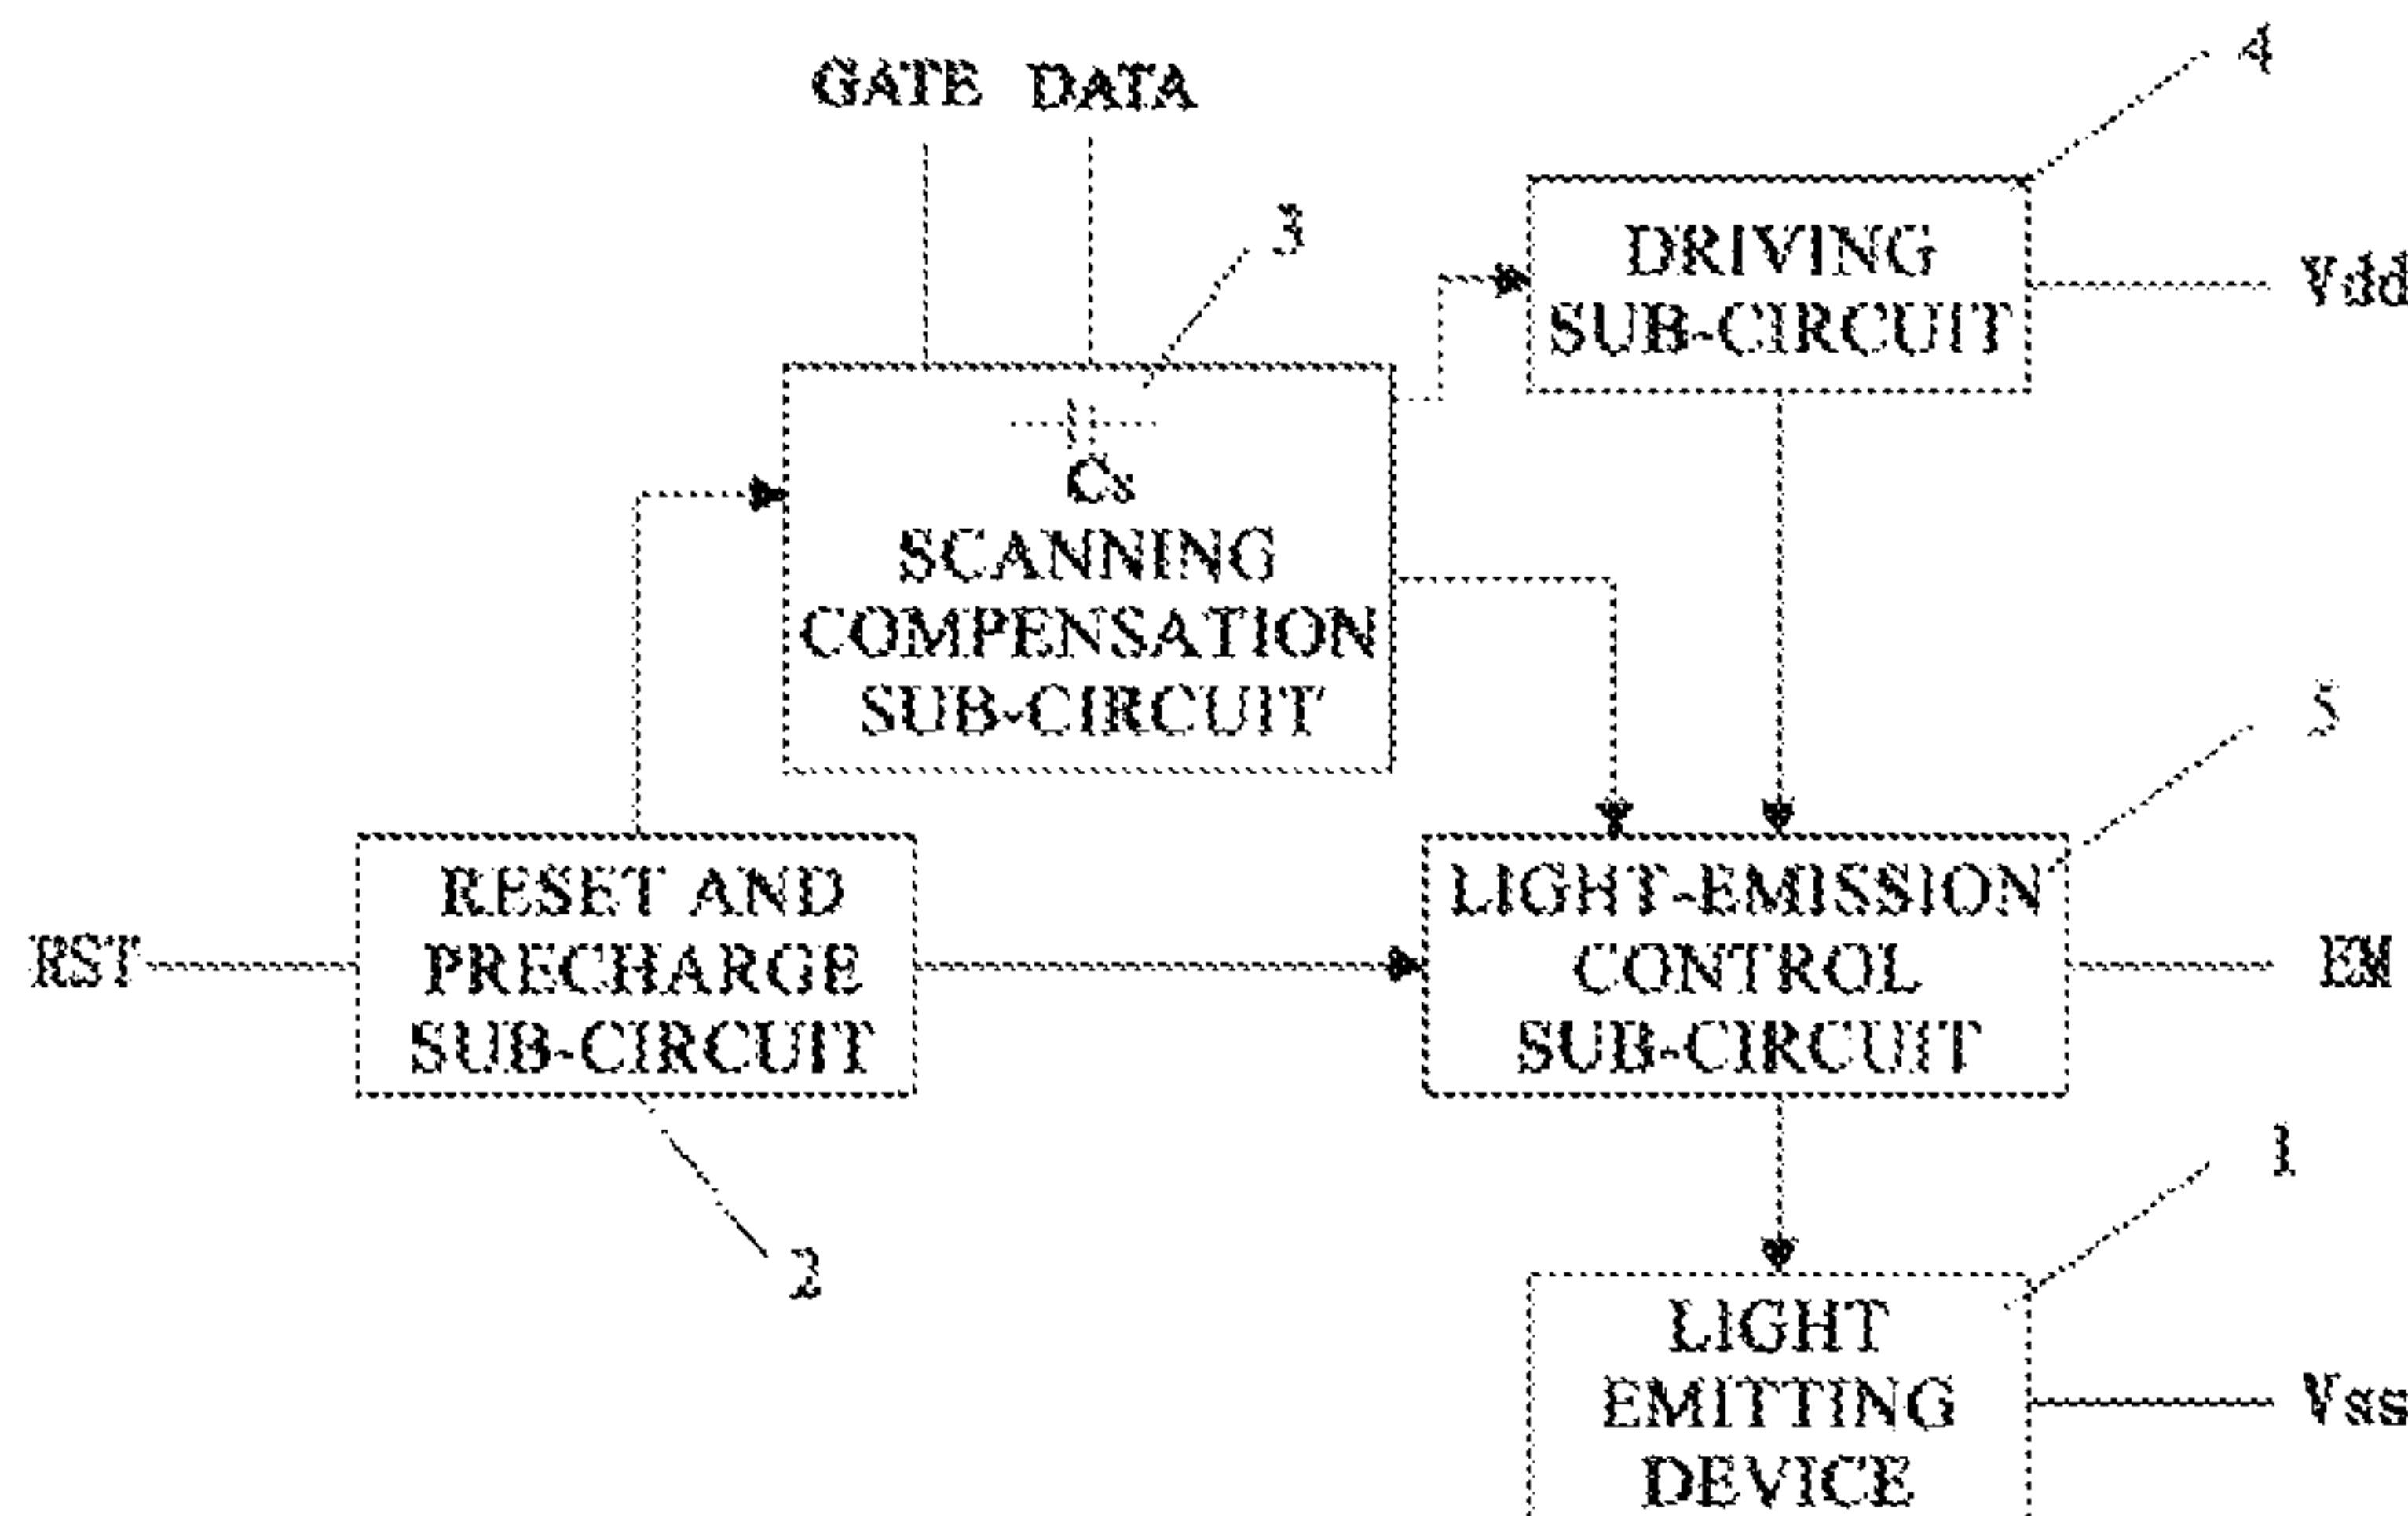 4
GATE DATA
3
DRIVING
SUB-CIRCUIT
Vdd
Cs
SCANNING
COMPENSATION
SUB-CIRCUIT
5
RESET AND
PRECHARGE
SUB-CIRCUIT
RST
LIGHT-EMISSION
CONTROL
SUB-CIRCUIT
EM
1
2
LIGHT
EMITTING
DEVICE
Vss